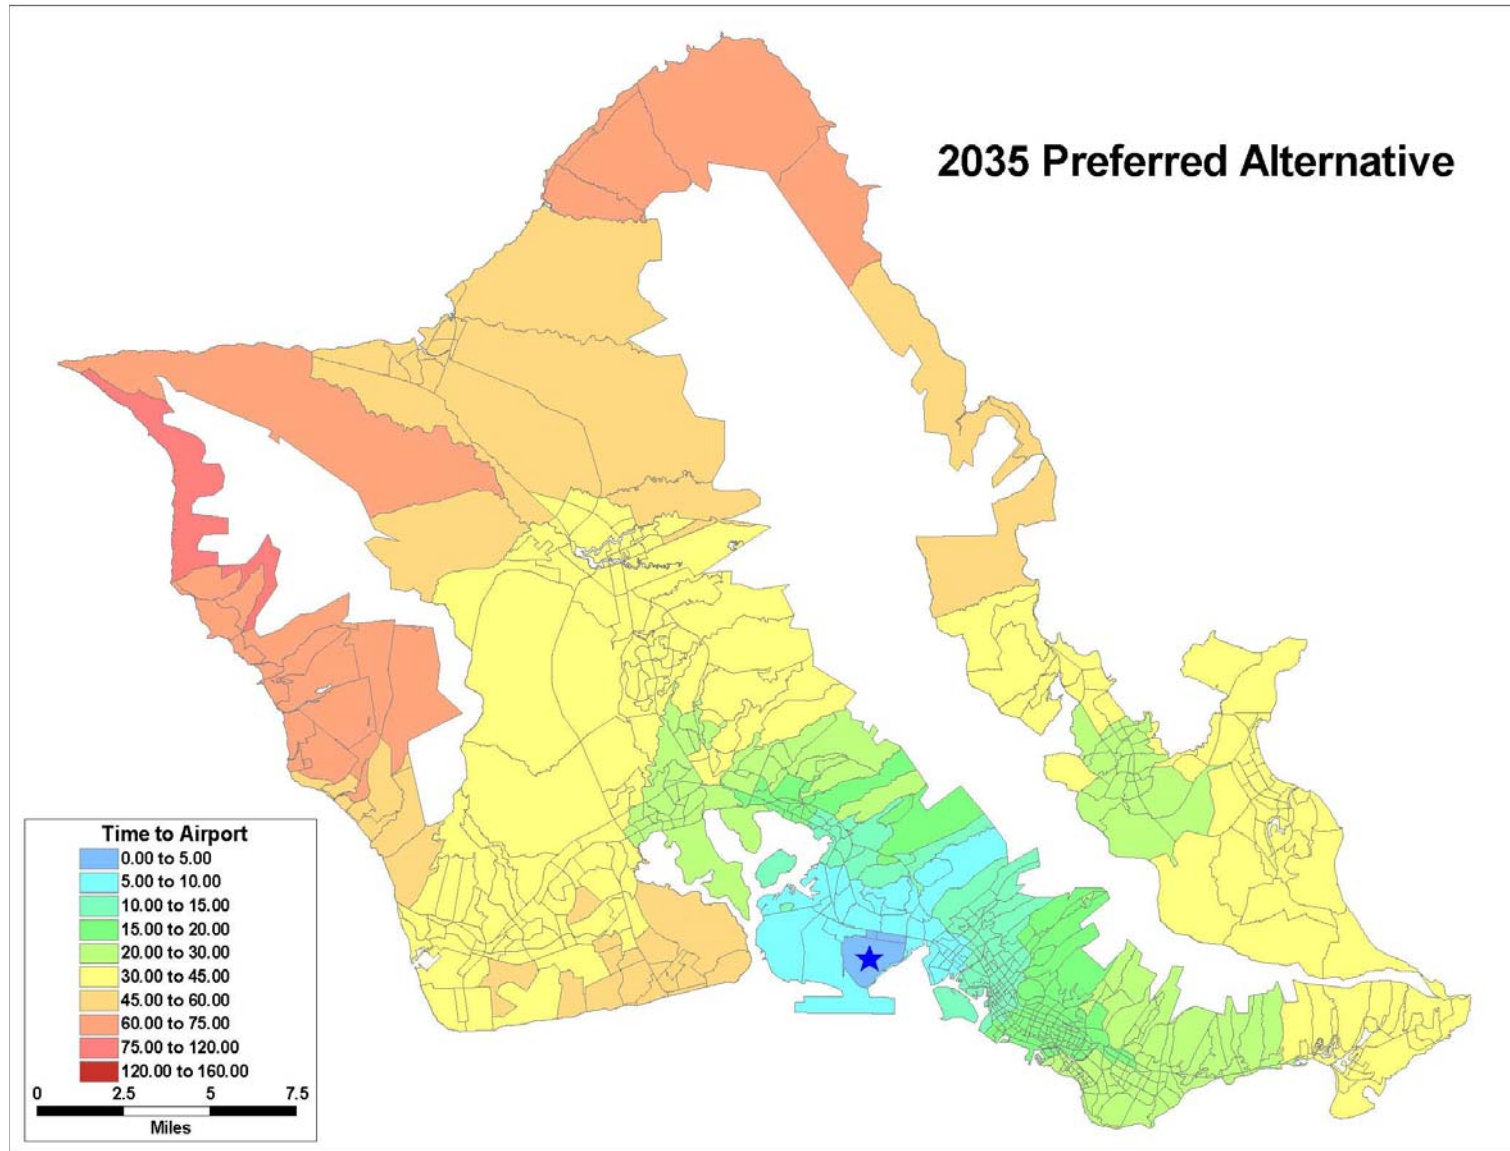 2035 Preferred Alternative
Time to Airport
0.00 to 5.00
5.00 to 10.00
10.00 to 15.00
15.00 to 20.00
20.00 to 30.00
30.00 to 45.00
45.00 to 60.00
60.00 to 75.00
75.00 to 120.00
120.00 to 160.00
0 2.5 5 7.5
Miles